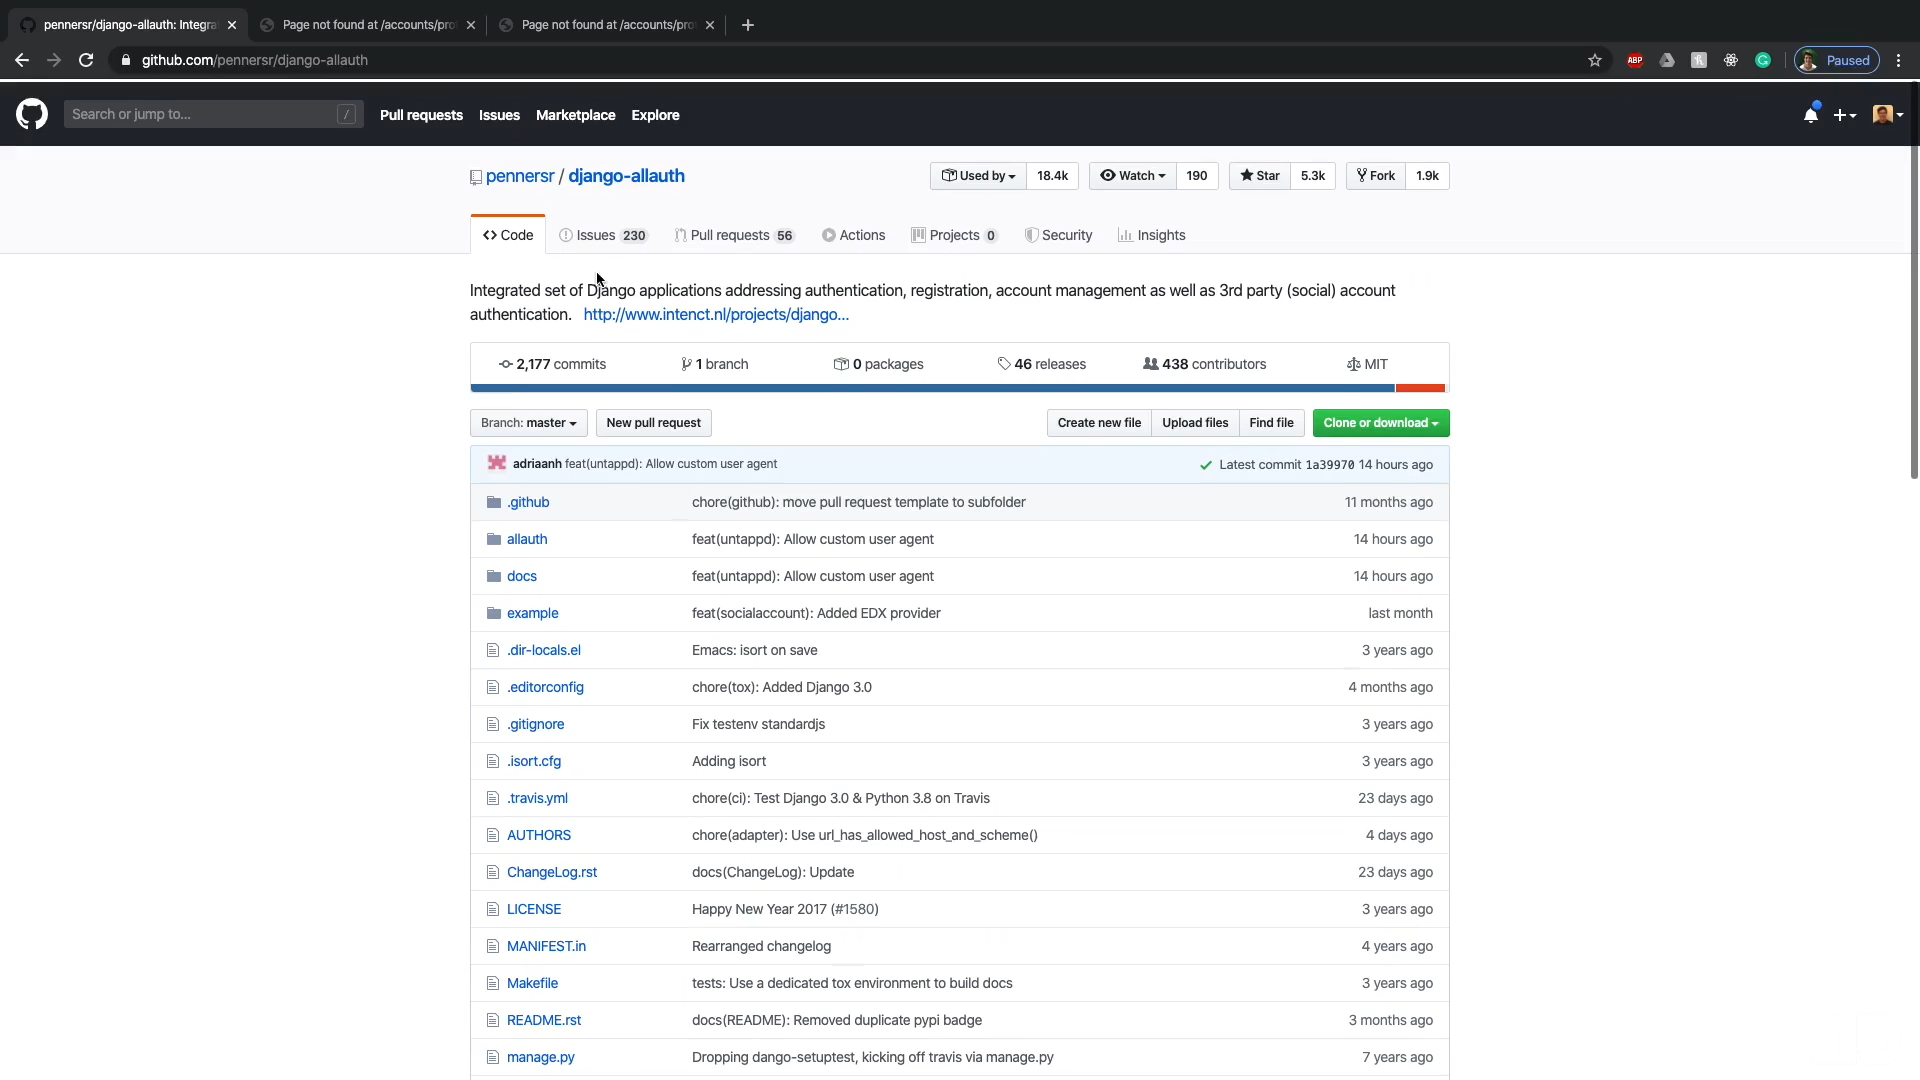 pennersr/django-allauth: Integra
Page not found at /accounts/pro
Page not found at /accounts/pro
github.com/pennersr/django-allauth
ABP
Paused
Search or jump to...
/
Pull requests
Issues
Marketplace
Explore
pennersr / django-allauth
Used by
18.4k
Watch
190
Star
5.3k
Fork
1.9k
Code
Issues 230
Pull requests 56
Actions
Projects 0
Security
Insights
Integrated set of Django applications addressing authentication, registration, account management as well as 3rd party (social) account
authentication. http://www.intenct.nl/projects/django...
2,177 commits
1 branch
0 packages
46 releases
438 contributors
MIT
Branch: master
New pull request
Create new file
Upload files
Find file
Clone or download
adriaanh feat(untappd): Allow custom user agent
Latest commit 1a39970 14 hours ago
.github chore(github): move pull request template to subfolder 11 months ago
allauth feat(untappd): Allow custom user agent 14 hours ago
docs feat(untappd): Allow custom user agent 14 hours ago
example feat(socialaccount): Added EDX provider last month
.dir-locals.el Emacs: isort on save 3 years ago
.editorconfig chore(tox): Added Django 3.0 4 months ago
.gitignore Fix testenv standardjs 3 years ago
.isort.cfg Adding isort 3 years ago
.travis.yml chore(ci): Test Django 3.0 & Python 3.8 on Travis 23 days ago
AUTHORS chore(adapter): Use url_has_allowed_host_and_scheme() 4 days ago
ChangeLog.rst docs(ChangeLog): Update 23 days ago
LICENSE Happy New Year 2017 (#1580) 3 years ago
MANIFEST.in Rearranged changelog 4 years ago
Makefile tests: Use a dedicated tox environment to build docs 3 years ago
README.rst docs(README): Removed duplicate pypi badge 3 months ago
manage.py Dropping dango-setuptest, kicking off travis via manage.py 7 years ago